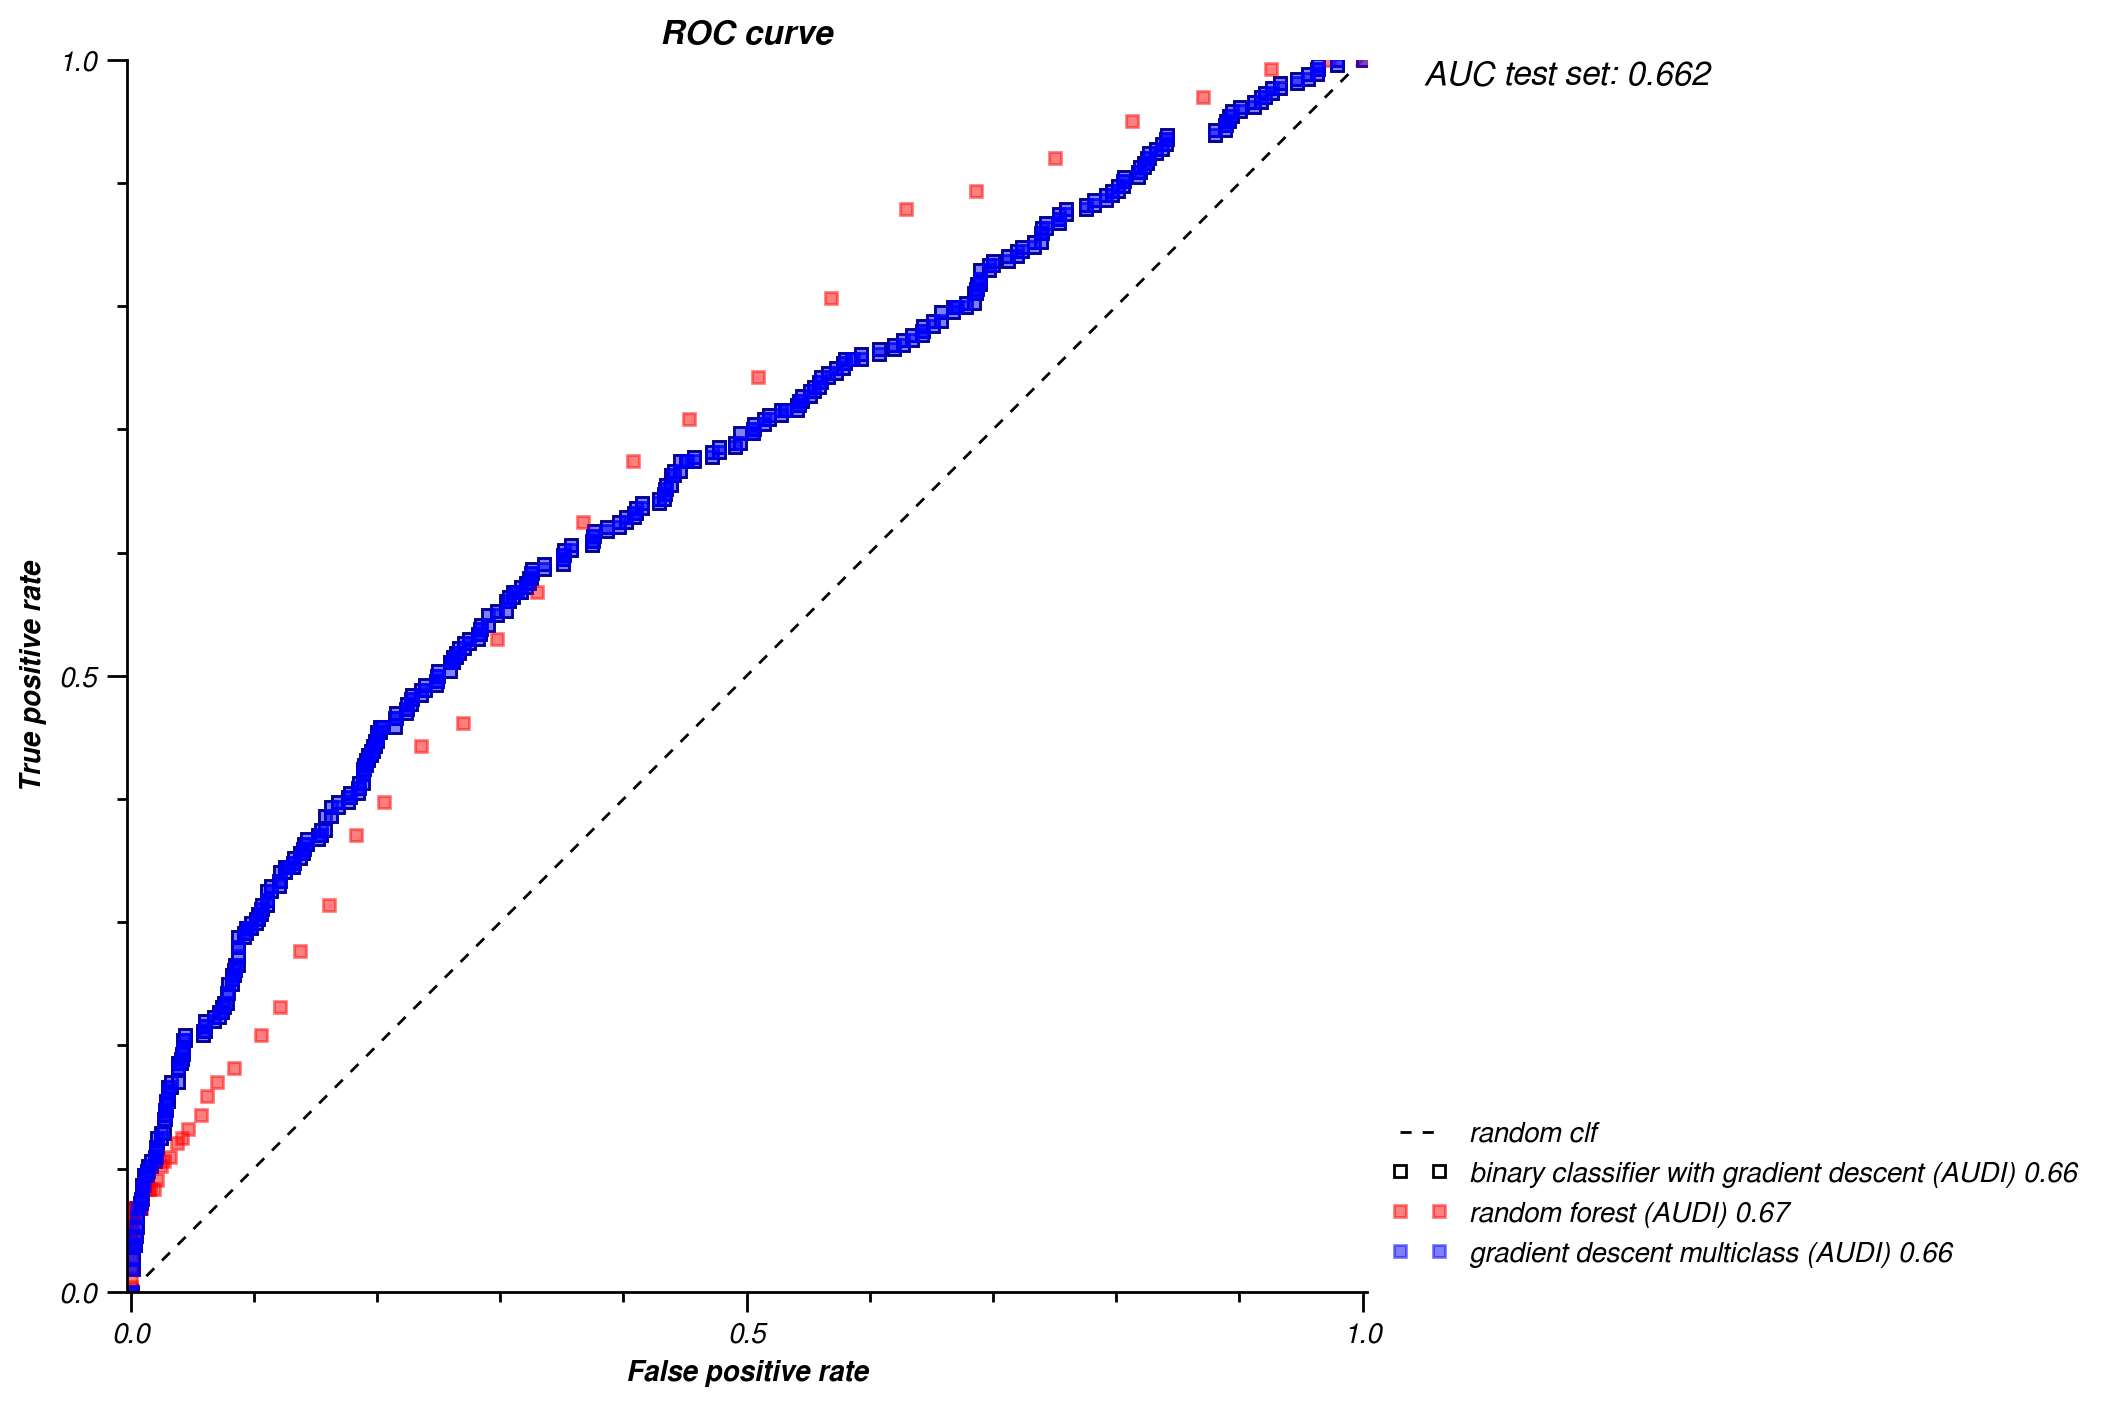 ROC curve
AUC test set: 0.662
1.0
0.5
0.0
True positive rate
0.0 0.5 1.0
False positive rate
random clf
binary classifier with gradient descent (AUDI) 0.66
random forest (AUDI) 0.67
gradient descent multiclass (AUDI) 0.66